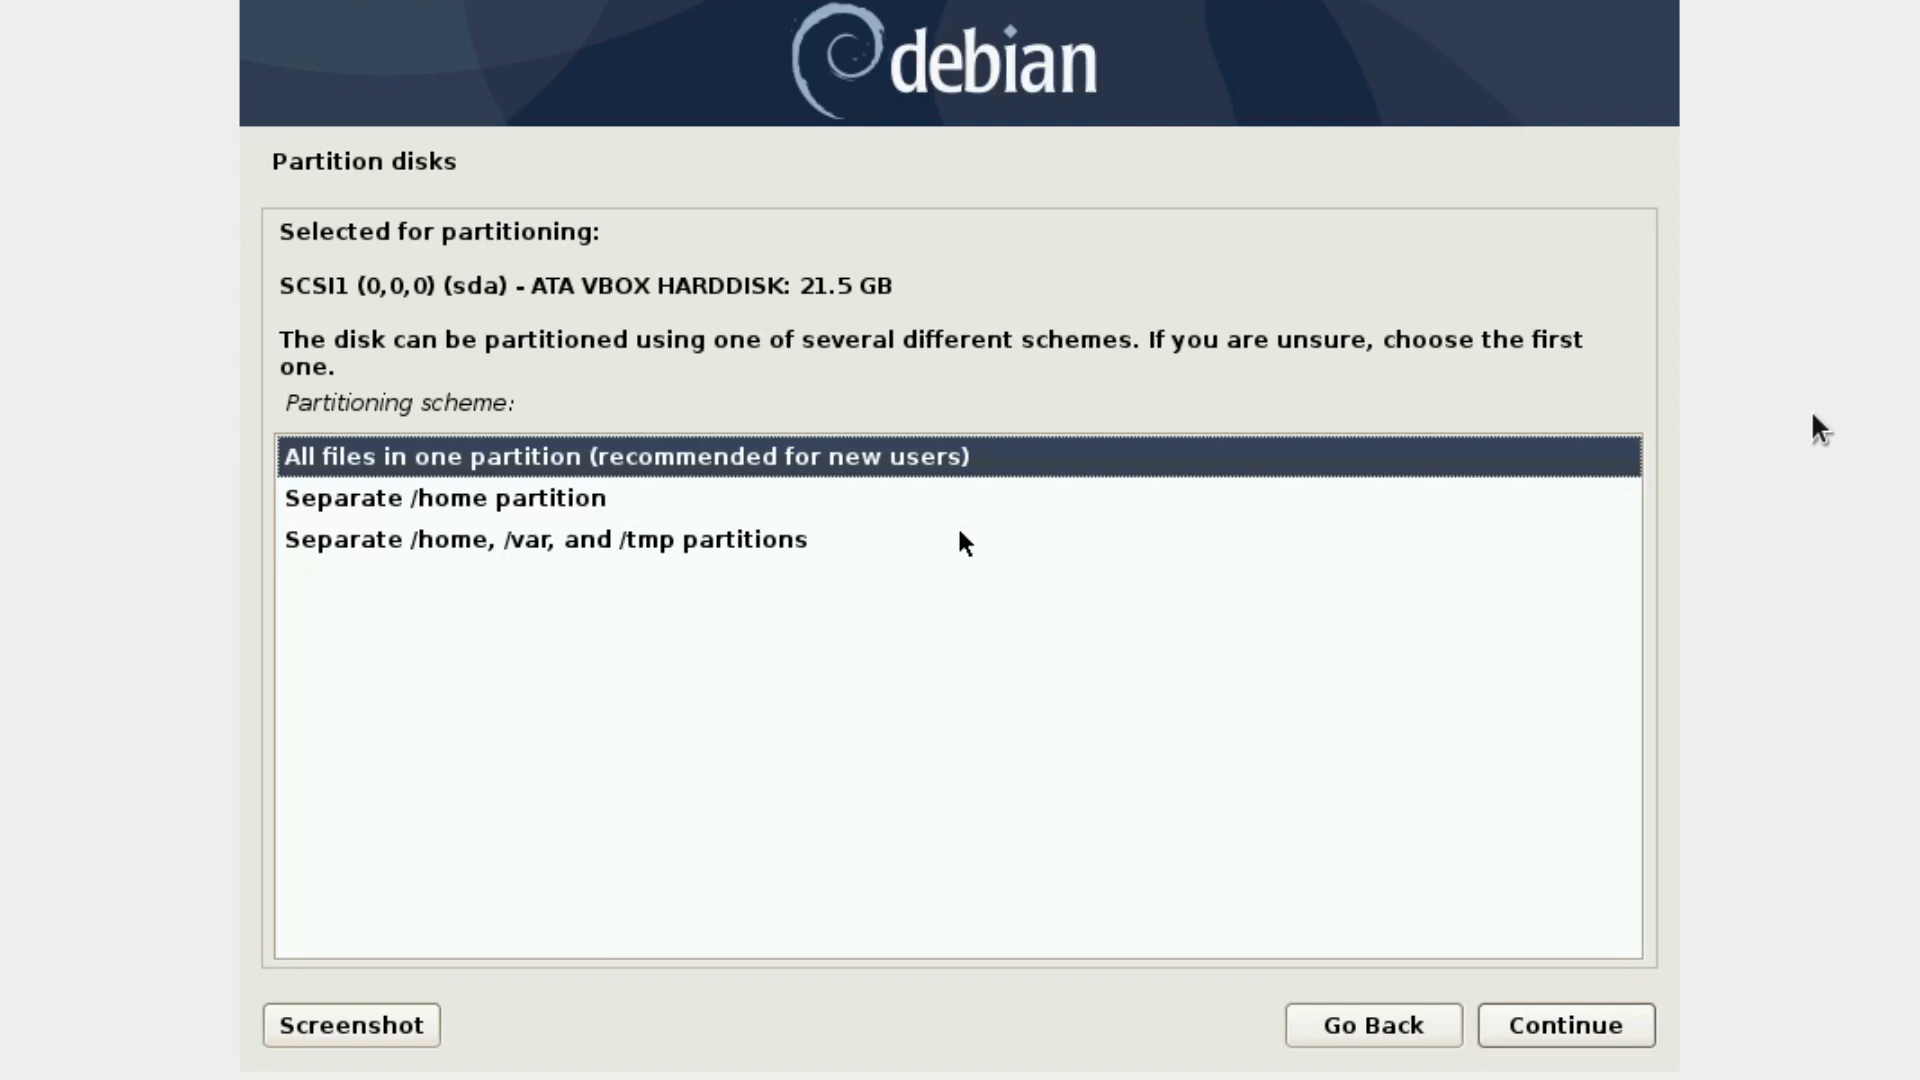 debian
Partition disks
Selected for partitioning:
SCSI1 (0,0,0) (sda) - ATA VBOX HARDDISK: 21.5 GB
The disk can be partitioned using one of several different schemes. If you are unsure, choose the first
one.
Partitioning scheme:
All files in one partition (recommended for new users)
Separate /home partition
Separate /home, /var, and /tmp partitions
Screenshot
Go Back
Continue